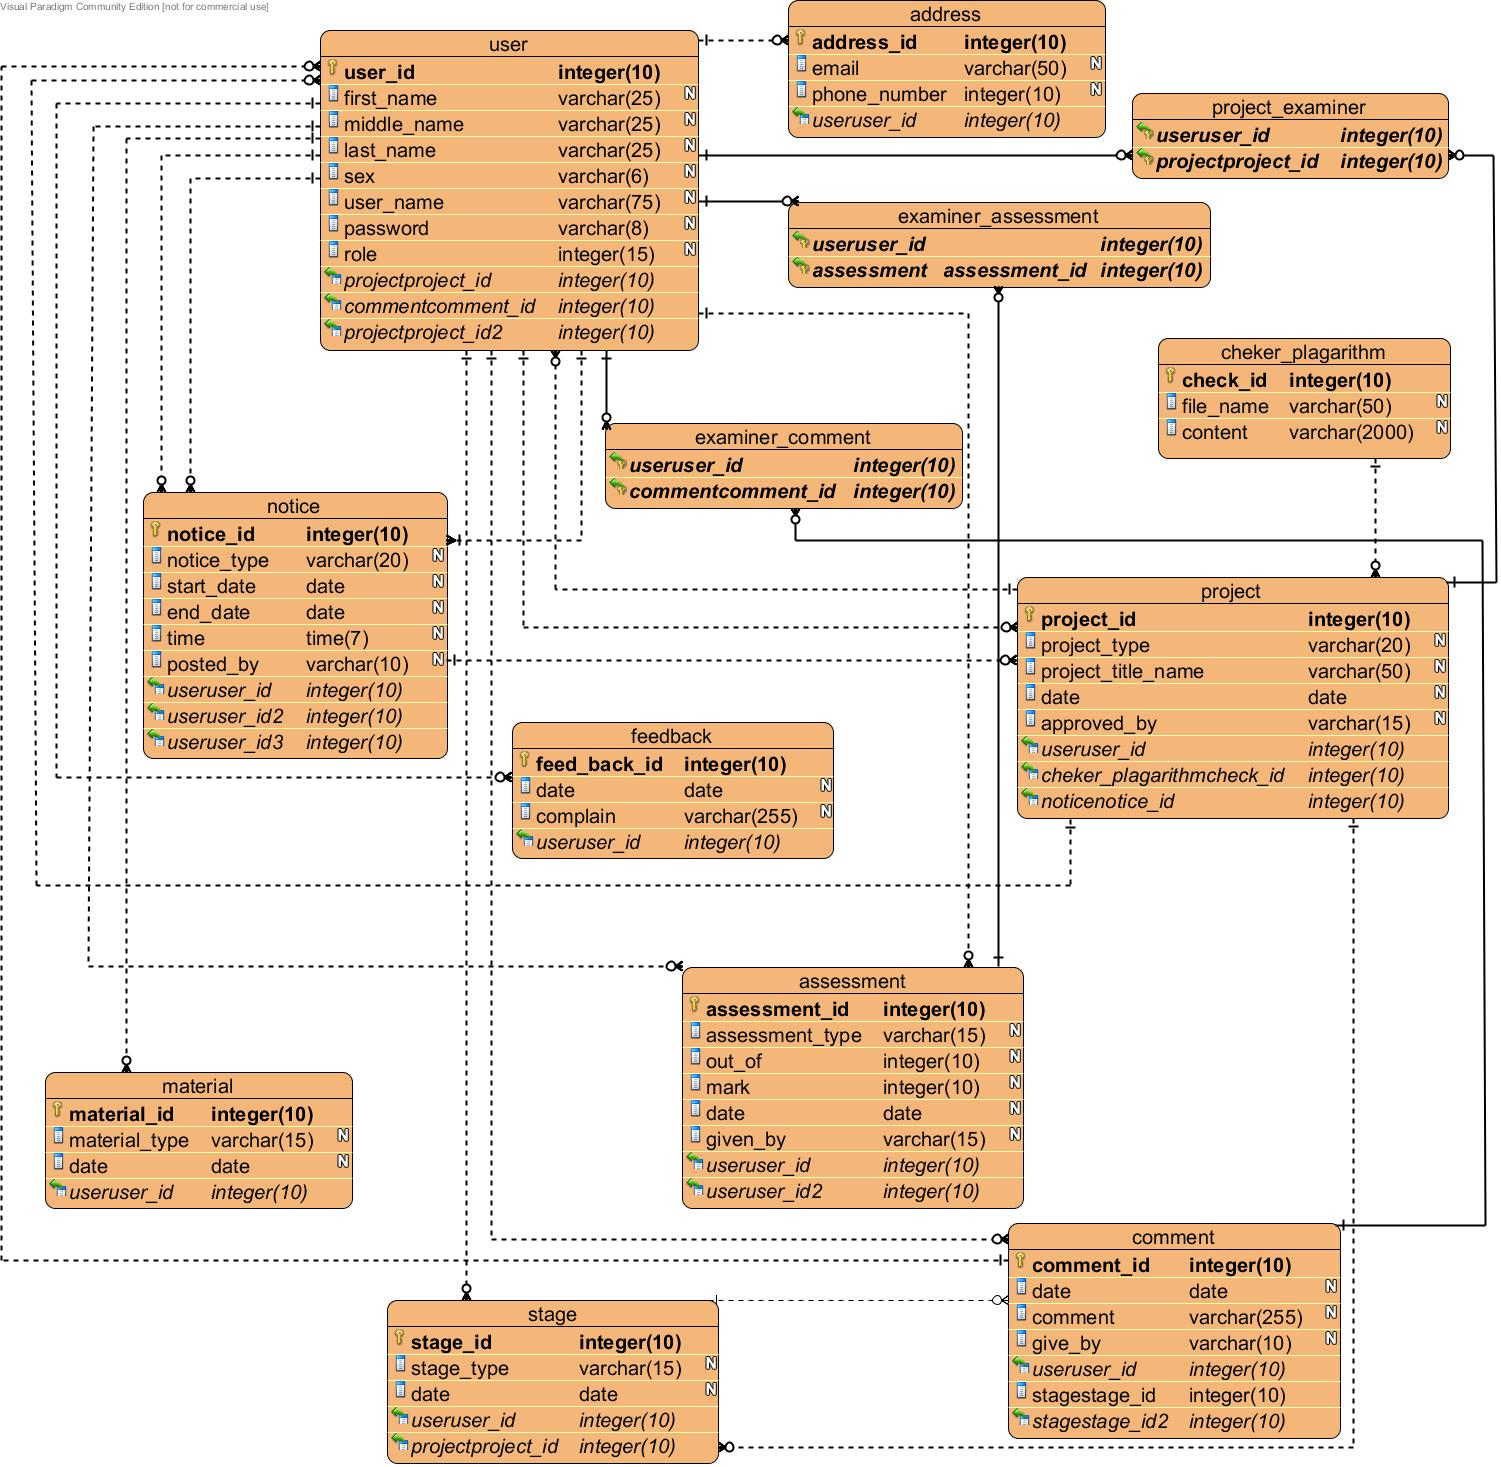 Visual Paradigm Community Edition [not for commercial use]
address
address_id integer(10)
email varchar(50) N
phone_number integer(10) N
useruser_id integer(10)
user
user_id integer(10)
first_name varchar(25) N
middle_name varchar(25) N
last_name varchar(25) N
sex varchar(6) N
user_name varchar(75) N
password varchar(8) N
role integer(15) N
projectproject_id integer(10)
commentcomment_id integer(10)
projectproject_id2 integer(10)
project_examiner
useruser_id integer(10)
projectproject_id integer(10)
examiner_assessment
useruser_id integer(10)
assessment assessment_id integer(10)
cheker_plagarithm
check_id integer(10)
file_name varchar(50) N
content varchar(2000) N
examiner_comment
useruser_id integer(10)
commentcomment_id integer(10)
notice
notice_id integer(10)
notice_type varchar(20) N
start_date date N
end_date date N
time time(7) N
posted_by varchar(10) N
useruser_id integer(10)
useruser_id2 integer(10)
useruser_id3 integer(10)
project
project_id integer(10)
project_type varchar(20) N
project_title_name varchar(50) N
date date N
approved_by varchar(15) N
useruser_id integer(10)
cheker_plagarithmcheck_id integer(10)
noticenotice_id integer(10)
feedback
feed_back_id integer(10)
date date N
complain varchar(255) N
useruser_id integer(10)
assessment
assessment_id integer(10)
assessment_type varchar(15) N
out_of integer(10) N
mark integer(10) N
date date N
given_by varchar(15) N
useruser_id integer(10)
useruser_id2 integer(10)
material
material_id integer(10)
material_type varchar(15) N
date date N
useruser_id integer(10)
comment
comment_id integer(10)
date date N
comment varchar(255) N
give_by varchar(10) N
useruser_id integer(10)
stagestage_id integer(10)
stagestage_id2 integer(10)
stage
stage_id integer(10)
stage_type varchar(15) N
date date N
useruser_id integer(10)
projectproject_id integer(10)